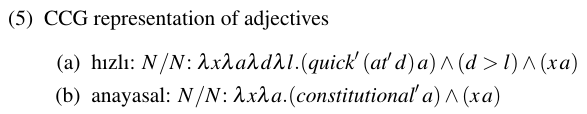 (5) CCG representation of adjectives
(a) hızlı: N/N: λxλaλdλl.(quick′ (at′ d) a) ∧ (d > l) ∧ (x a)
(b) anayasal: N/N: λxλa.(constitutional′ a) ∧ (x a)